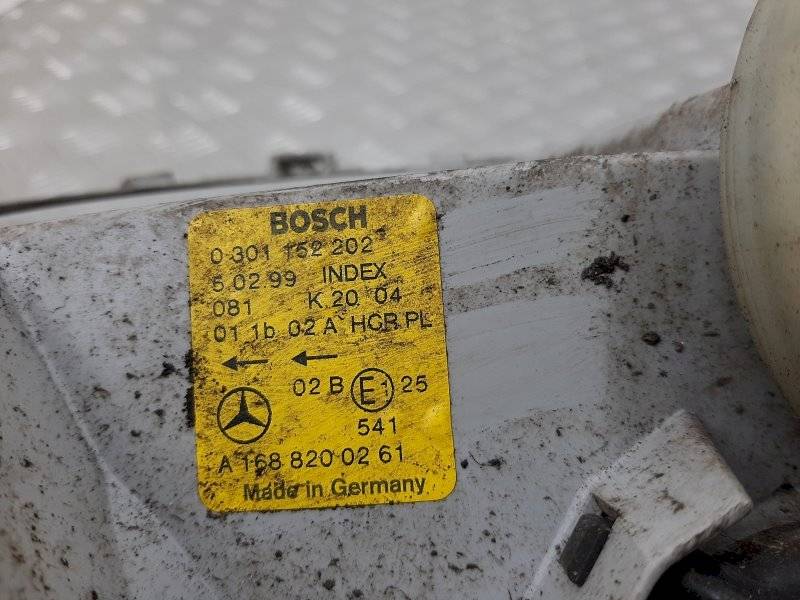 BOSCH
0 301 152 202
5.02.99 INDEX
081 K.20 04
01 1b 02 A HCR PL
02 B E1 25
541
A 168 820 02 61
Made in Germany